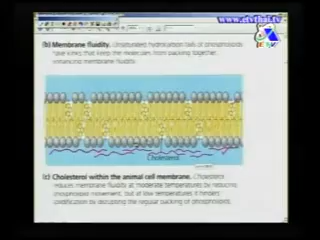 www.etvthai.tv
ETV
(b) Membrane fluidity. Unsaturated hydrocarbon tails of phospholipids
have kinks that keep the molecules from packing together,
enhancing membrane fluidity.
Cholesterol
(c) Cholesterol within the animal cell membrane. Cholesterol
reduces membrane fluidity at moderate temperatures by reducing
phospholipid movement, but at low temperatures it hinders
solidification by disrupting the regular packing of phospholipids.